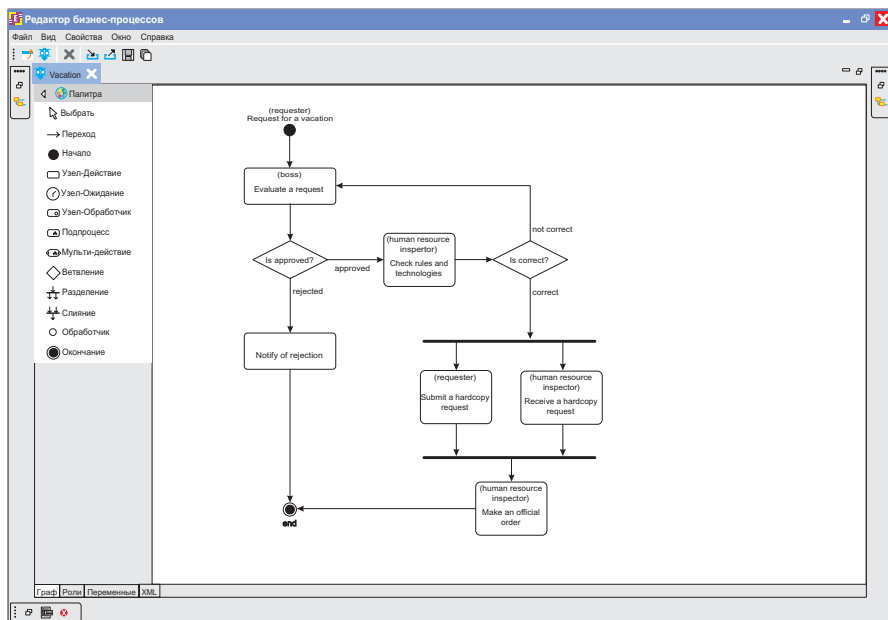 Редактор бизнес-процессов
Файл Вид Свойства Окно Справка
Vacation
Палитра
Выбрать
Переход
Начало
Узел-Действие
Узел-Ожидание
Узел-Обработчик
Подпроцесс
Мульти-действие
Ветвление
Разделение
Слияние
Обработчик
Окончание
(requester)
Request for a vacation
(boss)
Evaluate a request
not correct
Is approved?
approved
(human resource
inspertor)
Check rules and
technologies
Is correct?
rejected
correct
Notify of rejection
(requester)
Submit a hardcopy
request
(human resource
inspector)
Receive a hardcopy
request
(human resource
inspector)
Make an official
order
end
Граф Роли Переменные XML